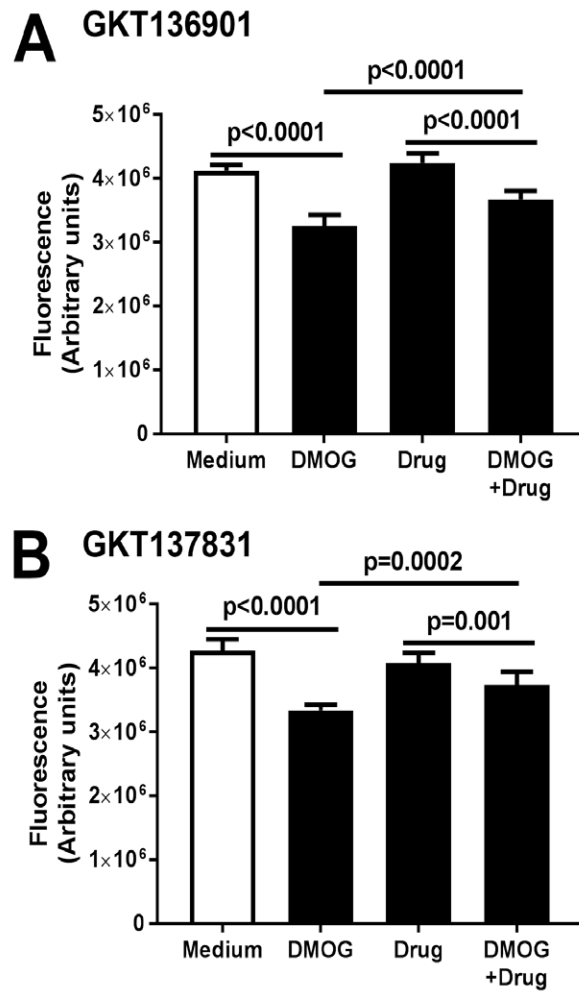 A GKT136901
p<0.0001
p<0.0001 p<0.0001
Fluorescence
(Arbitrary units)
5×10⁶
4×10⁶
3×10⁶
2×10⁶
1×10⁶
0
Medium DMOG Drug DMOG
+Drug
B GKT137831
p=0.0002
p<0.0001 p=0.001
Fluorescence
(Arbitrary units)
5×10⁶
4×10⁶
3×10⁶
2×10⁶
1×10⁶
0
Medium DMOG Drug DMOG
+Drug